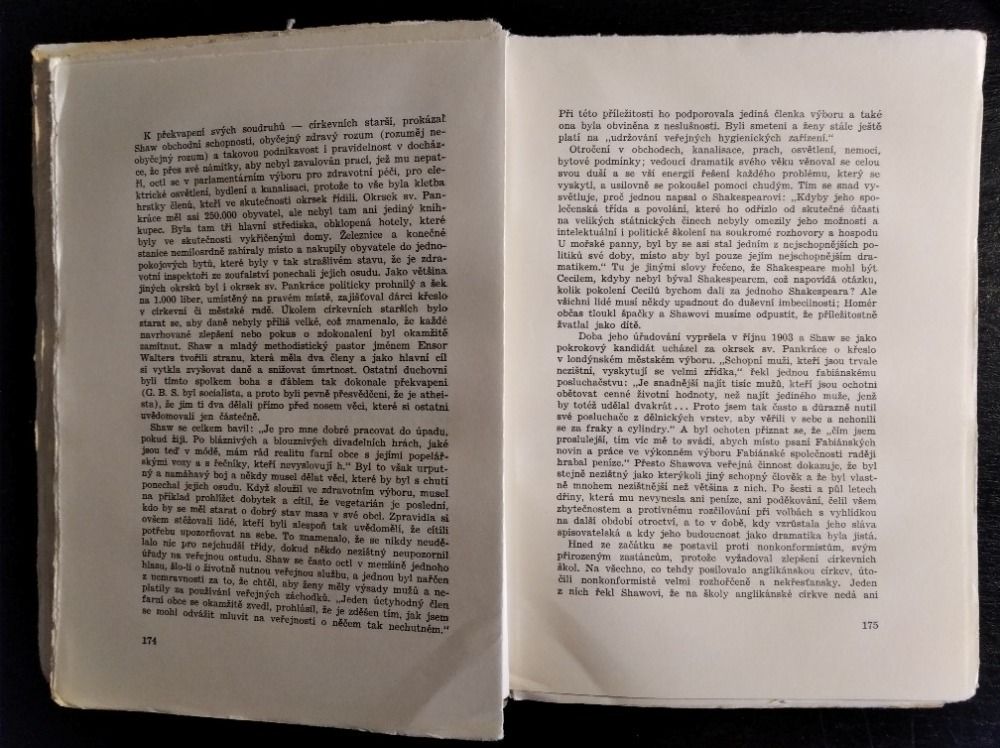 K překvapení svých soudruhů — církevních starší, prokázal
Shaw obchodní schopnosti, obyčejný zdravý rozum (rozuměj ne-
obyčejný rozum) a takovou podnikavost i pravidelnost v docház-
ce, že přes své námitky, aby nebyl zavalován prací, jež mu nepat-
ří, octl se v parlamentárním výboru pro zdravotní péči, pro ele-
ktrické osvětlení, bydlení a kanalisaci, protože to vše byla kletba
hrstky členů, kteří ve skutečnosti okrsek řídili. Okrsek sv. Pan-
kráce měl asi 250.000 obyvatel, ale nebyl tam ani jediný knih-
kupec. Byla tam tři hlavní střediska, obklopená hotely, které
byly ve skutečnosti vykřičenými domy. Železnice a konečné
stanice nemilosrdně zabíraly místo a nakupily obyvatele do jedno-
pokojových bytů, které byly v tak strašlivém stavu, že je zdra-
votní inspektoři ze zoufalství ponechali jejich osudu. Jako většina
jiných okrsků byl i okrsek sv. Pankráce politicky prohnilý a šek
na 1.000 liber, umístěný na pravém místě, zajišťoval dárci křeslo
v církevní či městské radě. Úkolem církevních starších bylo
starat se, aby daně nebyly příliš velké, což znamenalo, že každé
navrhované zlepšení nebo pokus o zdokonalení byl okamžitě
zamítnut. Shaw a mladý methodistický pastor jménem Ensor
Walters tvořili stranu, která měla dva členy a jako hlavní cíl
si vytkla zvyšovat daně a snižovat úmrtnost. Ostatní duchovní
byli tímto spolkem boha s ďáblem tak dokonale překvapeni
(G. B. S. byl socialista, a proto byli pevně přesvědčeni, že je athei-
sta), že jim ti dva dělali přímo před nosem věci, které si ostatní
uvědomovali jen částečně.
Shaw se celkem bavil: „Je pro mne dobré pracovat do úpadu,
pokud žiji. Po bláznivých a blouznivých divadelních hrách, jaké
jsou teď v módě, mám rád realitu farní obce s jejími popelář-
skými vozy a s řečníky, kteří nevyslovují h.“ Byl to však urput-
ný a namáhavý boj a někdy musel dělat věci, které by byl s chutí
ponechal jejich osudu. Když sloužil ve zdravotním výboru, musel
na příklad prohlížet dobytek a cítil, že vegetarián je poslední,
kdo by se měl starat o dobrý stav masa v své obci. Zpravidla si
ovšem stěžovali lidé, kteří byli alespoň tak uvědomělí, že cítili
potřebu upozorňovat na sebe. To znamenalo, že se nikdy neudě-
lalo nic pro nejchudší třídy, dokud někdo nezištný neupozornil
úřady na veřejnou ostudu. Shaw se často octl v menšině jednoho
hlasu, šlo-li o životně nutnou veřejnou službu, a jednou byl nařčen
z nemravnosti za to, že chtěl, aby ženy měly výsady mužů a ne-
platily za používání veřejných záchodků. „Jeden úctyhodný člen
farní obce se okamžitě zvedl, prohlásil, že je zděšen tím, jak jsem
se mohl odvážit mluvit na veřejnosti o něčem tak nechutném.“
174
Při této příležitosti ho podporovala jediná členka výboru a také
ona byla obviněna z neslušnosti. Byli smeteni a ženy stále ještě
platí na „udržování veřejných hygienických zařízení.“
Otročení v obchodech, kanalisace, prach, osvětlení, nemoci,
bytové podmínky; vedoucí dramatik svého věku věnoval se celou
svou duší a se vší energií řešení každého problému, který se
vyskytl, a usilovně se pokoušel pomoci chudým. Tím se snad vy-
světluje, proč jednou napsal o Shakespearovi: „Kdyby jeho spo-
lečenská třída a povolání, které ho odřízlo od skutečné účasti
na velikých státnických činech nebyly omezily jeho možnosti a
intelektuální i politické školení na soukromé rozhovory a hospodu
U mořské panny, byl by se asi stal jedním z nejschopnějších po-
litiků své doby, místo aby byl pouze jejím nejschopnějším dra-
matikem.“ Tu je jinými slovy řečeno, že Shakespeare mohl být
Cecilem, kdyby nebyl býval Shakespearem, což napovídá otázku,
kolik pokolení Cecilů bychom dali za jednoho Shakespeara? Ale
všichni lidé musí někdy upadnout do duševní imbecilnosti; Homér
občas tloukl špačky a Shawovi musíme odpustit, že příležitostně
žvatlal jako dítě.
Doba jeho úřadování vypršela v říjnu 1903 a Shaw se jako
pokrokový kandidát ucházel za okrsek sv. Pankráce o křeslo
v londýnském městském výboru. „Schopní muži, kteří jsou trvale
nezištní, vyskytují se velmi zřídka,“ řekl jednou fabiánskému
posluchačstvu: „Je snadnější najít tisíc mužů, kteří jsou ochotni
obětovat cenné životní hodnoty, než najít jediného muže, jenž
by totéž udělal dvakrát... Proto jsem tak často a důrazně nutil
své posluchače z dělnických vrstev, aby věřili v sebe a nehonili
se za fraky a cylindry.“ A byl ochoten přiznat se, že „čím jsem
proslulejší, tím víc mě to svádí, abych místo psaní Fabiánských
novin a práce ve výkonném výboru Fabiánské společnosti raději
hrabal peníze.“ Přesto Shawova veřejná činnost dokazuje, že byl
stejně nezištný jako kterýkoli jiný schopný člověk a že byl vlast-
ně mnohem nezištnější než většina z nich. Po šesti a půl letech
dřiny, která mu nevynesla ani peníze, ani poděkování, čelil všem
zbytečnostem a protivnému rozčilování při volbách s vyhlídkou
na další období otroctví, a to v době, kdy vzrůstala jeho sláva
spisovatelská a kdy jeho budoucnost jako dramatika byla jistá.
Hned ze začátku se postavil proti nonkonformistům, svým
přirozeným zastáncům, protože vyžadoval zlepšení církevních
škol. Na všechno, co tehdy posilovalo anglikánskou církev, úto-
čili nonkonformisté velmi rozhořčeně a nekřesťansky. Jeden
z nich řekl Shawovi, že na školy anglikánské církve nedá ani
175